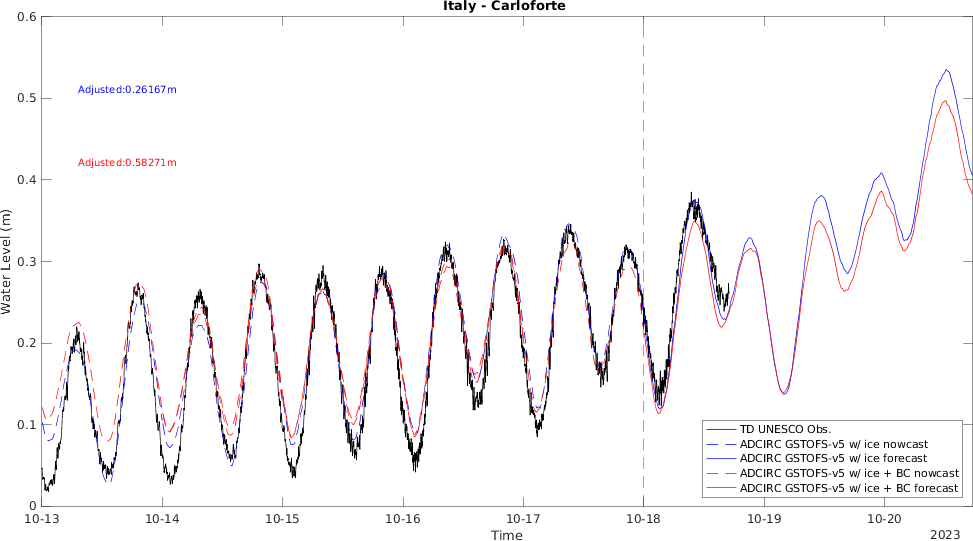 Italy - Carloforte
0.6
0.5
0.4
0.3
0.2
0.1
0
Water Level (m)
Adjusted:0.26167m
Adjusted:0.58271m
TD UNESCO Obs.
ADCIRC GSTOFS-v5 w/ ice nowcast
ADCIRC GSTOFS-v5 w/ ice forecast
ADCIRC GSTOFS-v5 w/ ice + BC nowcast
ADCIRC GSTOFS-v5 w/ ice + BC forecast
10-13 10-14 10-15 10-16 10-17 10-18 10-19 10-20
Time
2023